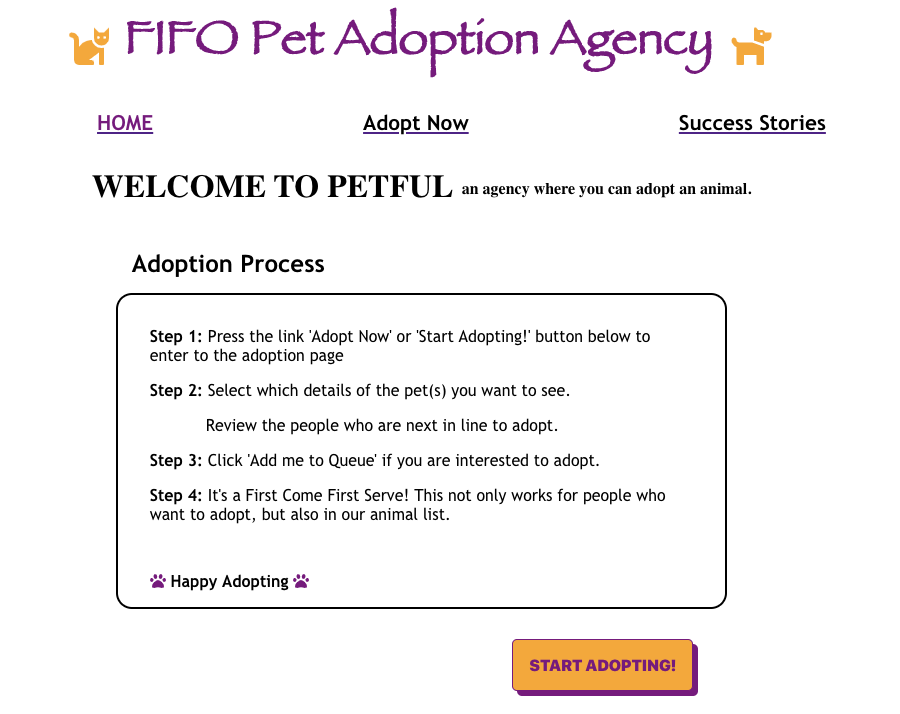 FIFO Pet Adoption Agency
HOME Adopt Now Success Stories
WELCOME TO PETFUL an agency where you can adopt an animal.
Adoption Process
Step 1: Press the link 'Adopt Now' or 'Start Adopting!' button below to
enter to the adoption page
Step 2: Select which details of the pet(s) you want to see.
Review the people who are next in line to adopt.
Step 3: Click 'Add me to Queue' if you are interested to adopt.
Step 4: It's a First Come First Serve! This not only works for people who
want to adopt, but also in our animal list.
Happy Adopting
START ADOPTING!